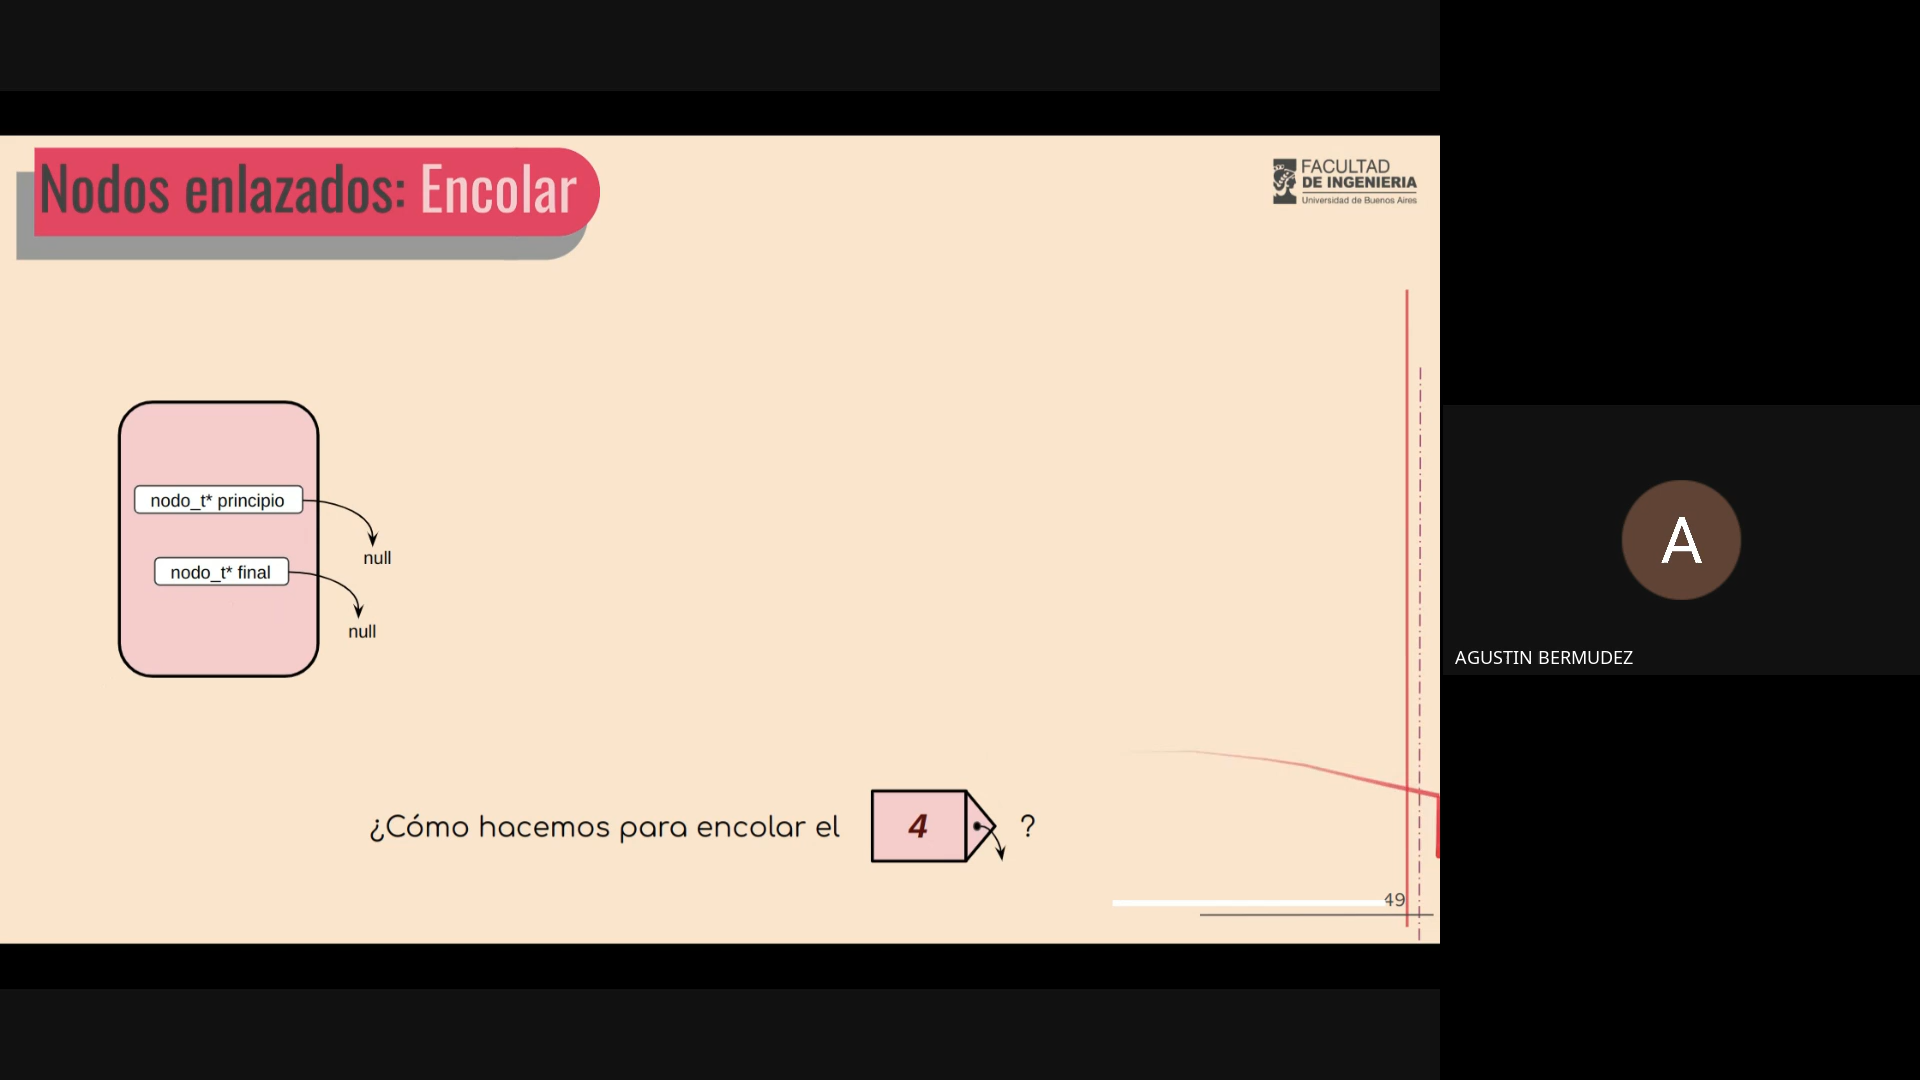 Nodos enlazados: Encolar
FACULTAD
DE INGENIERIA
Universidad de Buenos Aires
nodo_t* principio
null
nodo_t* final
null
¿Cómo hacemos para encolar el 4 ?
49
A
AGUSTIN BERMUDEZ